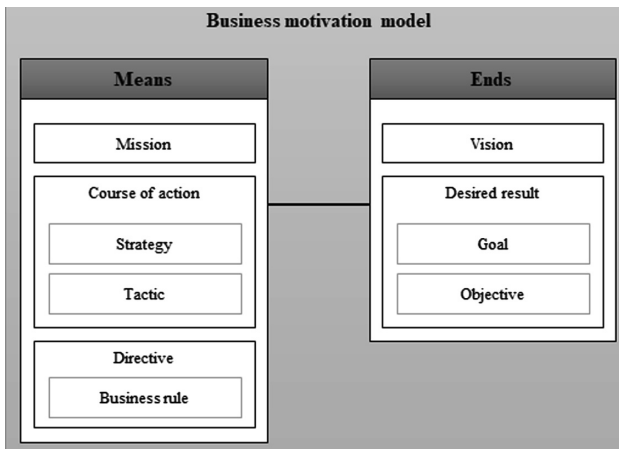 Business motivation model
Means
Mission
Course of action
Strategy
Tactic
Directive
Business rule
Ends
Vision
Desired result
Goal
Objective